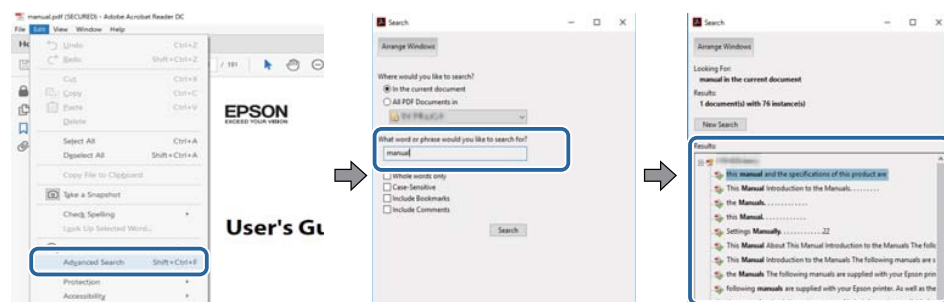 manual.pdf (SECURED) - Adobe Acrobat Reader DC
File Edit View Window Help
Undo Ctrl+Z
Redo Shift+Ctrl+Z
Cut Ctrl+X
Copy Ctrl+C
Paste Ctrl+V
Delete
Select All Ctrl+A
Deselect All Shift+Ctrl+A
Copy File to Clipboard
Take a Snapshot
Check Spelling
Look Up Selected Word...
Advanced Search Shift+Ctrl+F
Protection
Accessibility
/ 191
EPSON
EXCEED YOUR VISION
User's Gu
Search
Arrange Windows
Where would you like to search?
In the current document
All PDF Documents in
What word or phrase would you like to search for?
manual
Whole words only
Case-Sensitive
Include Bookmarks
Include Comments
Search
Search
Arrange Windows
Looking For:
manual in the current document
Results:
1 document(s) with 76 instance(s)
New Search
Results:
this manual and the specifications of this product are
This Manual Introduction to the Manuals. . . . . . . . .
the Manuals. . . . . . . . . . . . .
this Manual. . . . . . . . . . . . .
Settings Manually. . . . . . . . . . . . .22
This Manual About This Manual Introduction to the Manuals The follo
This Manual Introduction to the Manuals The following manuals are s
the Manuals The following manuals are supplied with your Epson prin
following manuals are supplied with your Epson printer. As well as the